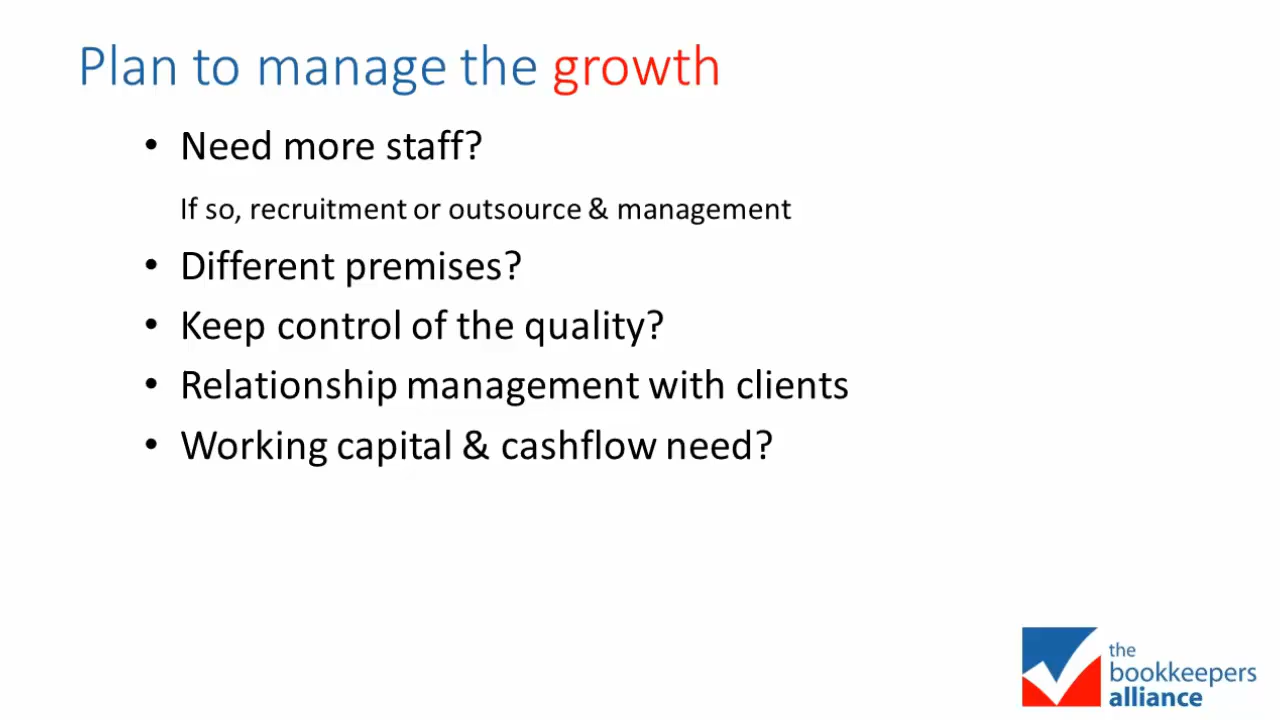 Plan to manage the growth
• Need more staff?
If so, recruitment or outsource & management
• Different premises?
• Keep control of the quality?
• Relationship management with clients
• Working capital & cashflow need?
the
bookkeepers
alliance